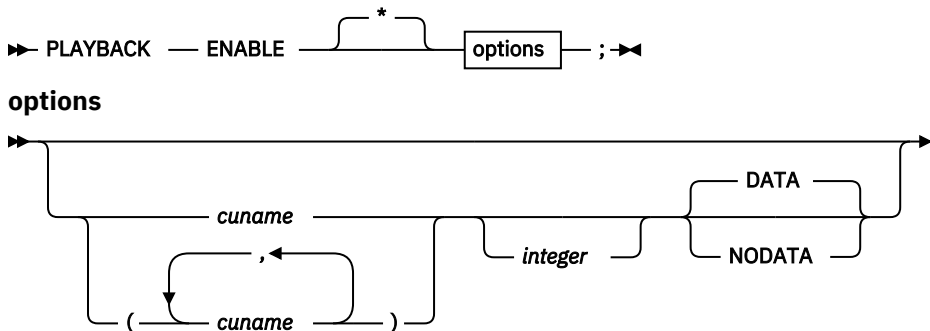 *
PLAYBACK ENABLE options ;
options
DATA
cuname
,
integer NODATA
( cuname )